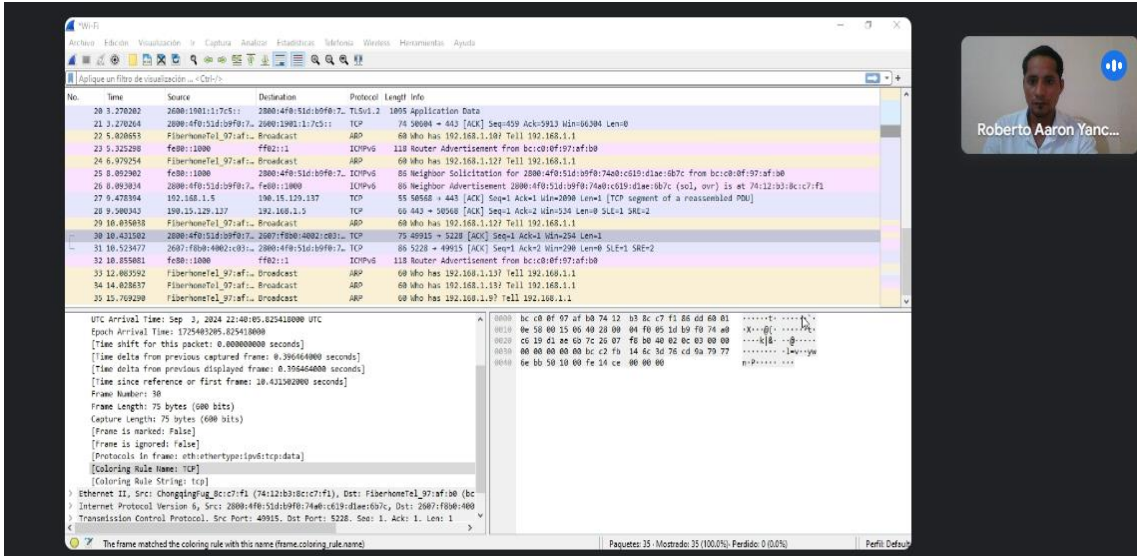 *Wi-Fi
Archivo Edición Visualización Ir Captura Analizar Estadísticas Telefonía Wireless Herramientas Ayuda
Aplique un filtro de visualización ... <Ctrl-/>
No. Time Source Destination Protocol Length Info
20 3.270202 2600:1901:1:7c5:: 2800:4f0:51d:b9f0:7… TLSv1.2 1095 Application Data
21 3.270264 2800:4f0:51d:b9f0:7… 2600:1901:1:7c5:: TCP 74 50604 → 443 [ACK] Seq=459 Ack=5913 Win=66304 Len=0
22 5.020653 FiberhomeTel_97:af:… Broadcast ARP 60 Who has 192.168.1.10? Tell 192.168.1.1
23 5.325298 fe80::1000 ff02::1 ICMPv6 118 Router Advertisement from bc:c0:0f:97:af:b0
24 6.979254 FiberhomeTel_97:af:… Broadcast ARP 60 Who has 192.168.1.12? Tell 192.168.1.1
25 8.092902 fe80::1000 2800:4f0:51d:b9f0:7… ICMPv6 86 Neighbor Solicitation for 2800:4f0:51d:b9f0:74a0:c619:d1ae:6b7c from bc:c0:0f:97:af:b0
26 8.093034 2800:4f0:51d:b9f0:7… fe80::1000 ICMPv6 86 Neighbor Advertisement 2800:4f0:51d:b9f0:74a0:c619:d1ae:6b7c (sol, ovr) is at 74:12:b3:8c:c7:f1
27 9.478394 192.168.1.5 190.15.129.137 TCP 55 50568 → 443 [ACK] Seq=1 Ack=1 Win=2090 Len=1 [TCP segment of a reassembled PDU]
28 9.500343 190.15.129.137 192.168.1.5 TCP 66 443 → 50568 [ACK] Seq=1 Ack=2 Win=534 Len=0 SLE=1 SRE=2
29 10.035038 FiberhomeTel_97:af:… Broadcast ARP 60 Who has 192.168.1.12? Tell 192.168.1.1
30 10.431502 2800:4f0:51d:b9f0:7… 2607:f8b0:4002:c03:… TCP 75 49915 → 5228 [ACK] Seq=1 Ack=1 Win=254 Len=1
31 10.523477 2607:f8b0:4002:c03:… 2800:4f0:51d:b9f0:7… TCP 86 5228 → 49915 [ACK] Seq=1 Ack=2 Win=290 Len=0 SLE=1 SRE=2
32 10.855081 fe80::1000 ff02::1 ICMPv6 118 Router Advertisement from bc:c0:0f:97:af:b0
33 12.083592 FiberhomeTel_97:af:… Broadcast ARP 60 Who has 192.168.1.13? Tell 192.168.1.1
34 14.028637 FiberhomeTel_97:af:… Broadcast ARP 60 Who has 192.168.1.13? Tell 192.168.1.1
35 15.769290 FiberhomeTel_97:af:… Broadcast ARP 60 Who has 192.168.1.9? Tell 192.168.1.1
UTC Arrival Time: Sep 3, 2024 22:40:05.825418000 UTC
Epoch Arrival Time: 1725403205.825418000
[Time shift for this packet: 0.000000000 seconds]
[Time delta from previous captured frame: 0.396464000 seconds]
[Time delta from previous displayed frame: 0.396464000 seconds]
[Time since reference or first frame: 10.431502000 seconds]
Frame Number: 30
Frame Length: 75 bytes (600 bits)
Capture Length: 75 bytes (600 bits)
[Frame is marked: False]
[Frame is ignored: False]
[Protocols in frame: eth:ethertype:ipv6:tcp:data]
[Coloring Rule Name: TCP]
[Coloring Rule String: tcp]
Ethernet II, Src: ChongqingFug_8c:c7:f1 (74:12:b3:8c:c7:f1), Dst: FiberhomeTel_97:af:b0 (bc
Internet Protocol Version 6, Src: 2800:4f0:51d:b9f0:74a0:c619:d1ae:6b7c, Dst: 2607:f8b0:400
Transmission Control Protocol, Src Port: 49915, Dst Port: 5228, Seq: 1, Ack: 1, Len: 1
0000 bc c0 0f 97 af b0 74 12 b3 8c c7 f1 86 dd 60 01
0010 0e 58 00 15 06 40 28 00 04 f0 05 1d b9 f0 74 a0
0020 c6 19 d1 ae 6b 7c 26 07 f8 b0 40 02 0c 03 00 00
0030 00 00 00 00 00 bc c2 fb 14 6c 3d 76 cd 9a 79 77
0040 6e bb 50 10 00 fe 14 ce 00 00 00
The frame matched the coloring rule with this name (frame.coloring_rule.name)
Paquetes: 35 · Mostrado: 35 (100.0%) · Perdido: 0 (0.0%)
Perfil: Default
Roberto Aaron Yanc...